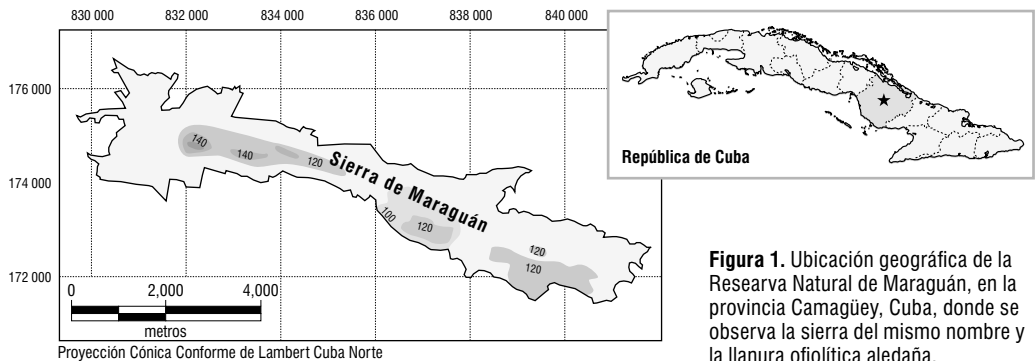 830 000 832 000 834 000 836 000 838 000 840 000
176 000
174 000
172 000
140
140
120
Sierra de Maraguán
100
120
120
120
0 2,000 4,000
metros
Proyección Cónica Conforme de Lambert Cuba Norte
República de Cuba
Figura 1. Ubicación geográfica de la
Researva Natural de Maraguán, en la
provincia Camagüey, Cuba, donde se
observa la sierra del mismo nombre y
la llanura ofiolítica aledaña